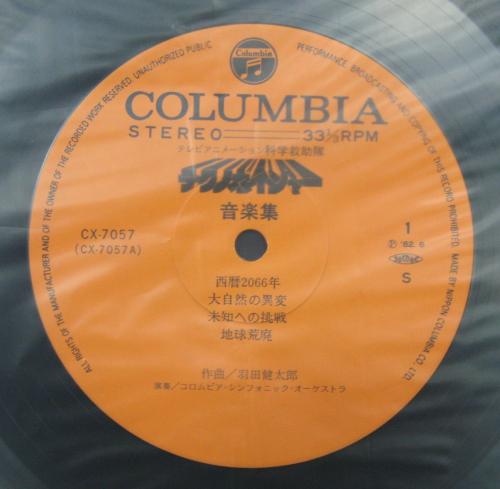 Columbia
COLUMBIA
STEREO 33⅓RPM
テレビアニメーション科学救助隊
テクノボイジャー
音楽集
CX-7057
(CX-7057A)
1
Ⓟ '82.6
S
西暦2066年
大自然の異変
未知への挑戦
地球荒廃
作曲/羽田健太郎
演奏/コロムビア・シンフォニック・オーケストラ
ALL RIGHTS OF THE MANUFACTURER AND OF THE OWNER OF THE RECORDED WORK RESERVED. UNAUTHORIZED PUBLIC PERFORMANCE, BROADCASTING AND COPYING OF THIS RECORD PROHIBITED. MADE BY NIPPON COLUMBIA CO., LTD.